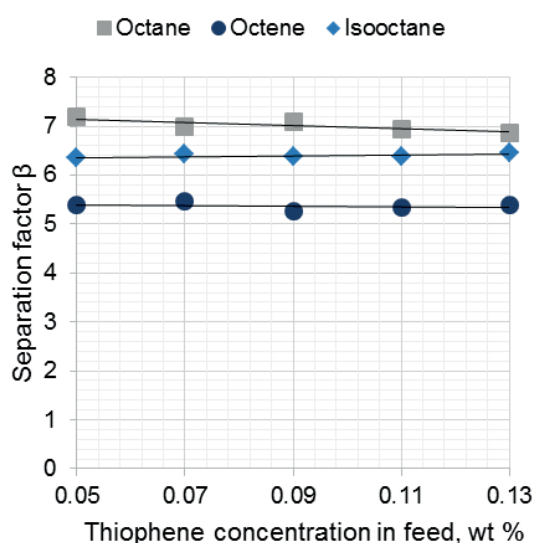 Octane Octene Isooctane
8
7
6
5
4
3
2
1
0
Separation factor β
0.05 0.07 0.09 0.11 0.13
Thiophene concentration in feed, wt %